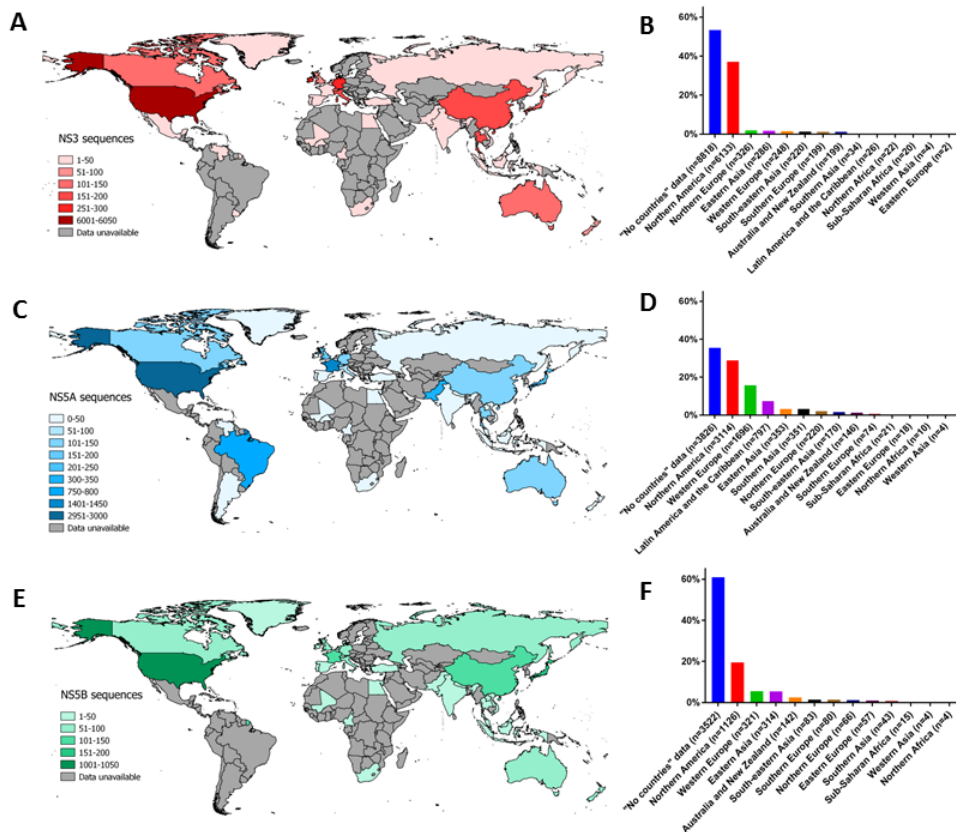 A
NS3 sequences
1-50
51-100
101-150
151-200
251-300
6001-6050
Data unavailable
B
60%
40%
20%
0%
"No countries" data (n=8818)
Northern America (n=6133)
Northern Europe (n=326)
Eastern Asia (n=286)
Western Europe (n=248)
South-eastern Asia (n=220)
Southern Europe (n=199)
Australia and New Zealand (n=199)
Southern Asia (n=34)
Latin America and the Caribbean (n=26)
Northern Africa (n=22)
Sub-Saharan Africa (n=20)
Western Asia (n=4)
Eastern Europe (n=2)
C
NS5A sequences
0-50
51-100
101-150
151-200
201-250
300-350
750-800
1401-1450
2951-3000
Data unavailable
D
60%
40%
20%
0%
"No countries" data (n=3826)
Northern America (n=3114)
Western Europe (n=1696)
Latin America and the Caribbean (n=797)
Eastern Asia (n=353)
Southern Asia (n=351)
Northern Europe (n=220)
South-eastern Asia (n=170)
Australia and New Zealand (n=146)
Southern Europe (n=74)
Sub-Saharan Africa (n=21)
Eastern Europe (n=18)
Northern Africa (n=10)
Western Asia (n=4)
E
NS5B sequences
1-50
51-100
101-150
151-200
1001-1050
Data unavailable
F
60%
40%
20%
0%
"No countries" data (n=3522)
Northern America (n=1126)
Western Europe (n=321)
Eastern Asia (n=314)
Australia and New Zealand (n=142)
South-eastern Asia (n=83)
Southern Europe (n=80)
Northern Europe (n=66)
Eastern Europe (n=57)
Southern Asia (n=43)
Sub-Saharan Africa (n=15)
Western Asia (n=4)
Northern Africa (n=4)